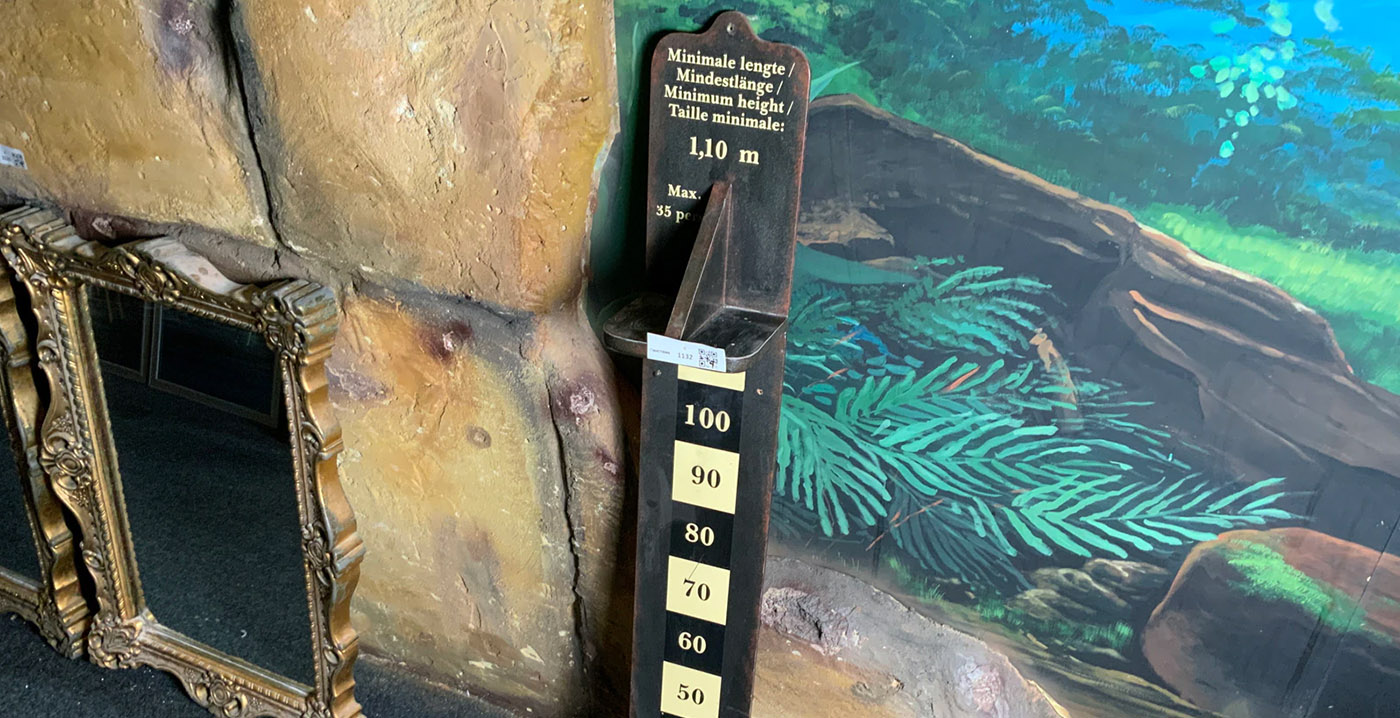 Minimale lengte /
Mindestlänge /
Minimum height /
Taille minimale:
1,10 m
Max.
35
1132
100
90
80
70
60
50